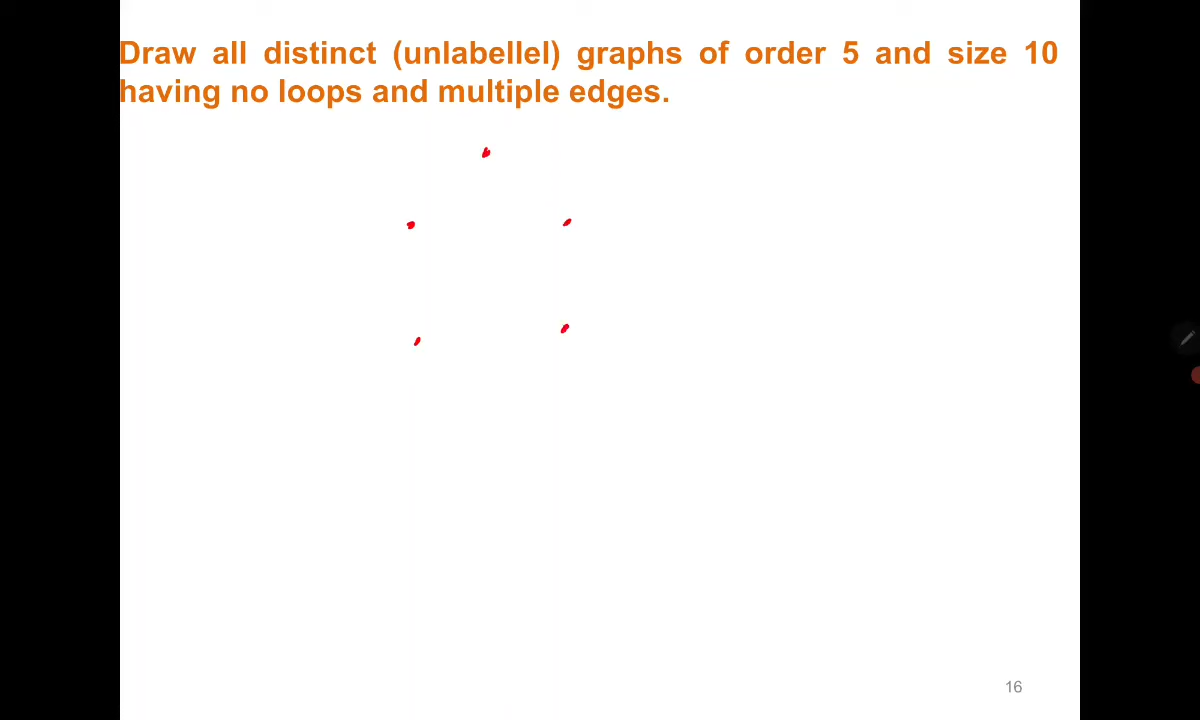 Draw all distinct (unlabellel) graphs of order 5 and size 10
having no loops and multiple edges.
16